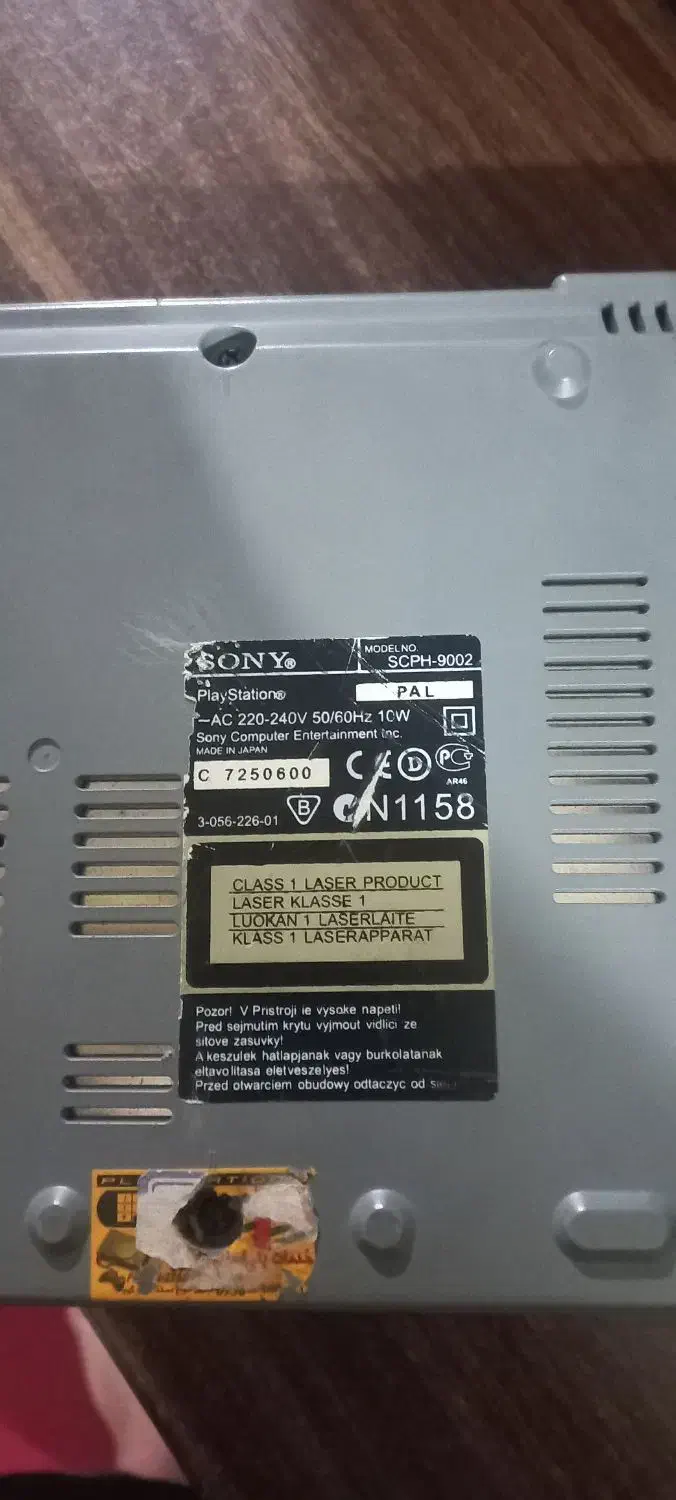 SONY®
MODEL NO.
SCPH-9002
PlayStation®
PAL
~AC 220-240V 50/60Hz 10W
Sony Computer Entertainment Inc.
MADE IN JAPAN
C 7250600
CE D PC
AR46
3-056-226-01
B
N1158
CLASS 1 LASER PRODUCT
LASER KLASSE 1
LUOKAN 1 LASERLAITE
KLASS 1 LASERAPPARAT
Pozor! V Pristroji ie vysoke napeti!
Pred sejmutim krytu vyjmout vidlici ze
sitove zasuvky!
A keszulek hatlapjanak vagy burkolatanak
eltavolitasa eletveszelyes!
Przed otwarciem obudowy odtaczyc od